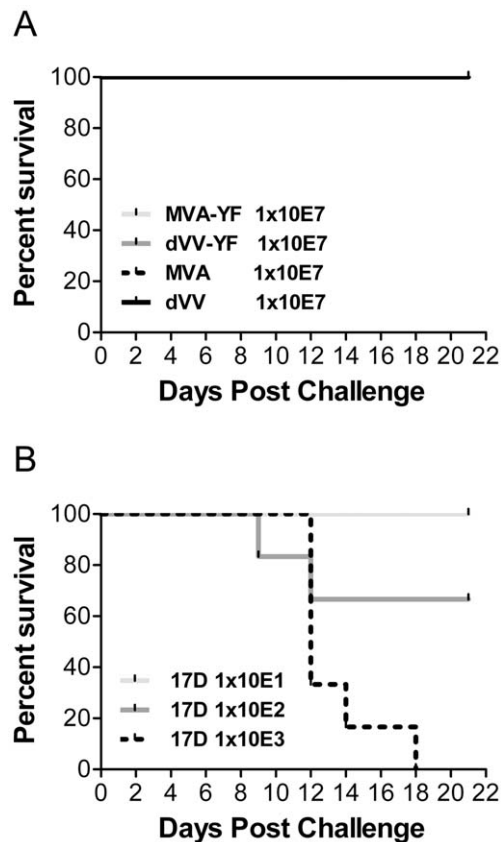 A
Percent survival
100
80
60
40
20
0
MVA-YF 1x10E7
dVV-YF 1x10E7
MVA 1x10E7
dVV 1x10E7
0 2 4 6 8 10 12 14 16 18 20 22
Days Post Challenge
B
Percent survival
100
80
60
40
20
0
17D 1x10E1
17D 1x10E2
17D 1x10E3
0 2 4 6 8 10 12 14 16 18 20 22
Days Post Challenge